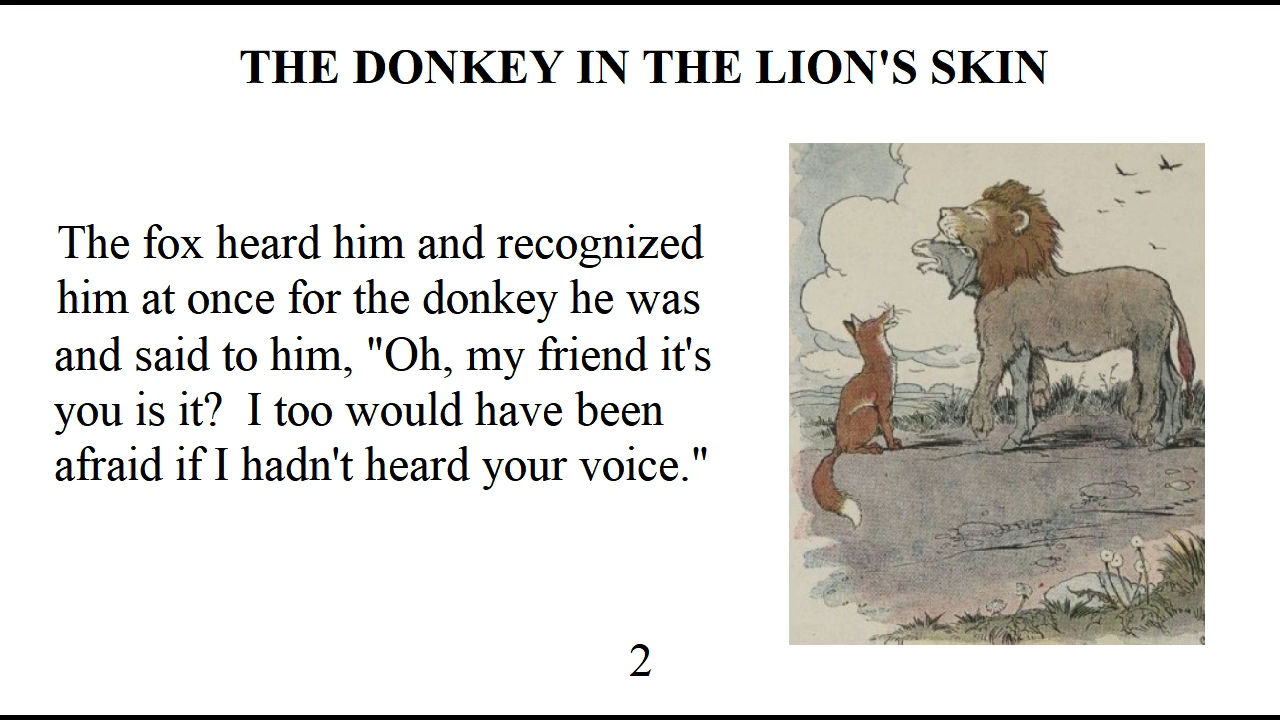 THE DONKEY IN THE LION'S SKIN
The fox heard him and recognized
him at once for the donkey he was
and said to him, "Oh, my friend it's
you is it?  I too would have been
afraid if I hadn't heard your voice."
2